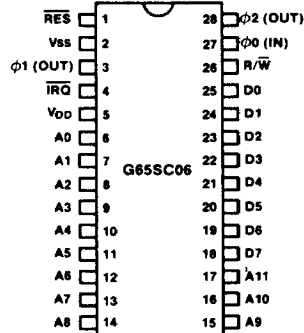 RES 1 28 ϕ2 (OUT)
Vss 2 27 ϕ0 (IN)
ϕ1 (OUT) 3 26 R/W̅
I̅R̅Q̅ 4 25 D0
VDD 5 24 D1
A0 6 23 D2
A1 7 22 D3
G65SC06
A2 8 21 D4
A3 9 20 D5
A4 10 19 D6
A5 11 18 D7
A6 12 17 A11
A7 13 16 A10
A8 14 15 A9